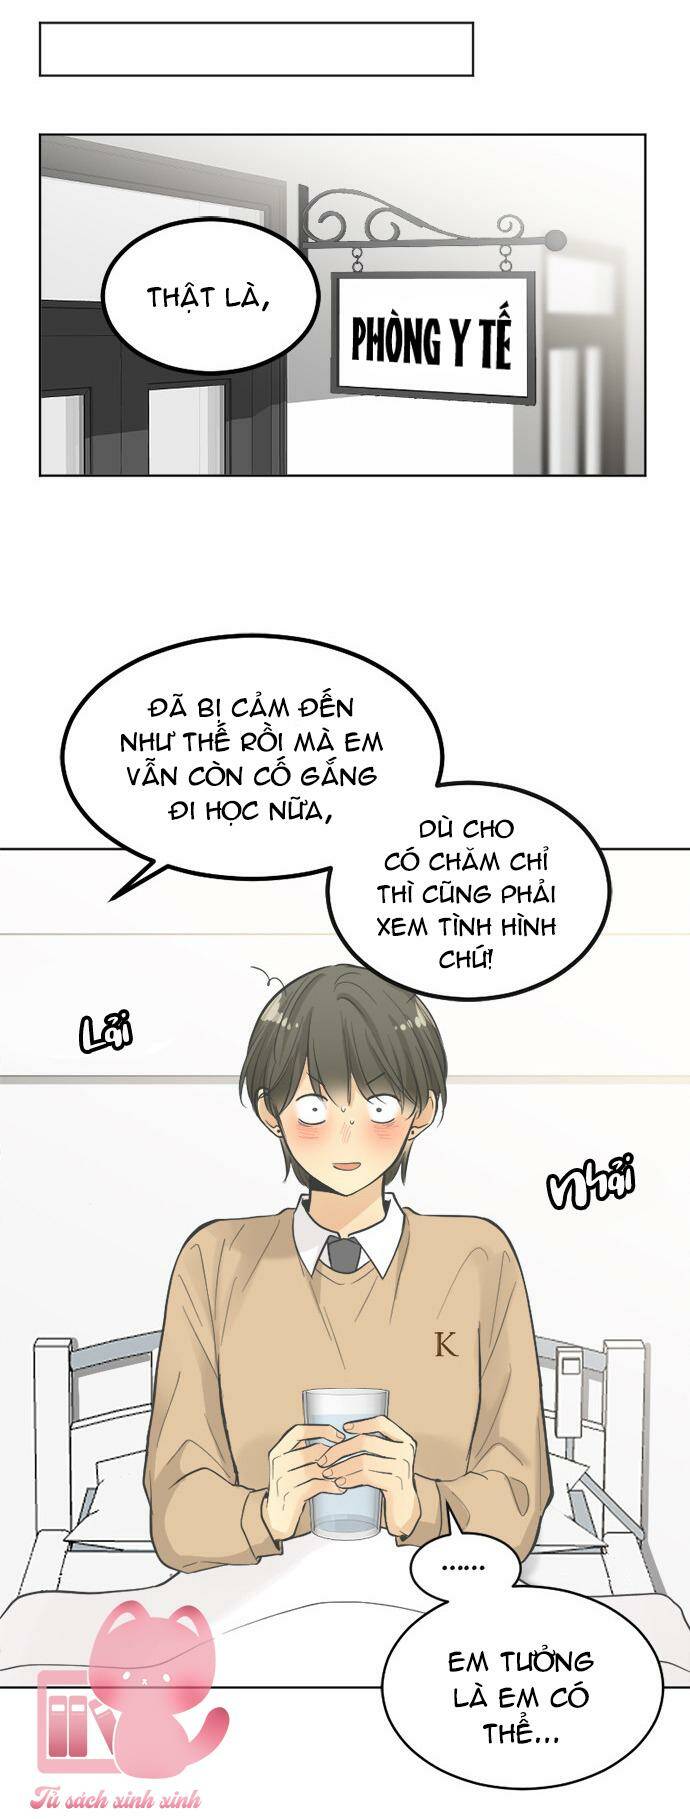 THẬT LÀ,
PHÒNG Y TẾ
ĐÃ BỊ CẢM ĐẾN
NHƯ THẾ RỒI MÀ EM
VẪN CÒN CỐ GẮNG
ĐI HỌC NỮA,
DÙ CHO
CÓ CHĂM CHỈ
THÌ CŨNG PHẢI
XEM TÌNH HÌNH
CHỨ!
Lải
Nhải
K
......
EM TƯỞNG
LÀ EM CÓ
THỂ...
Tủ sách xinh xinh